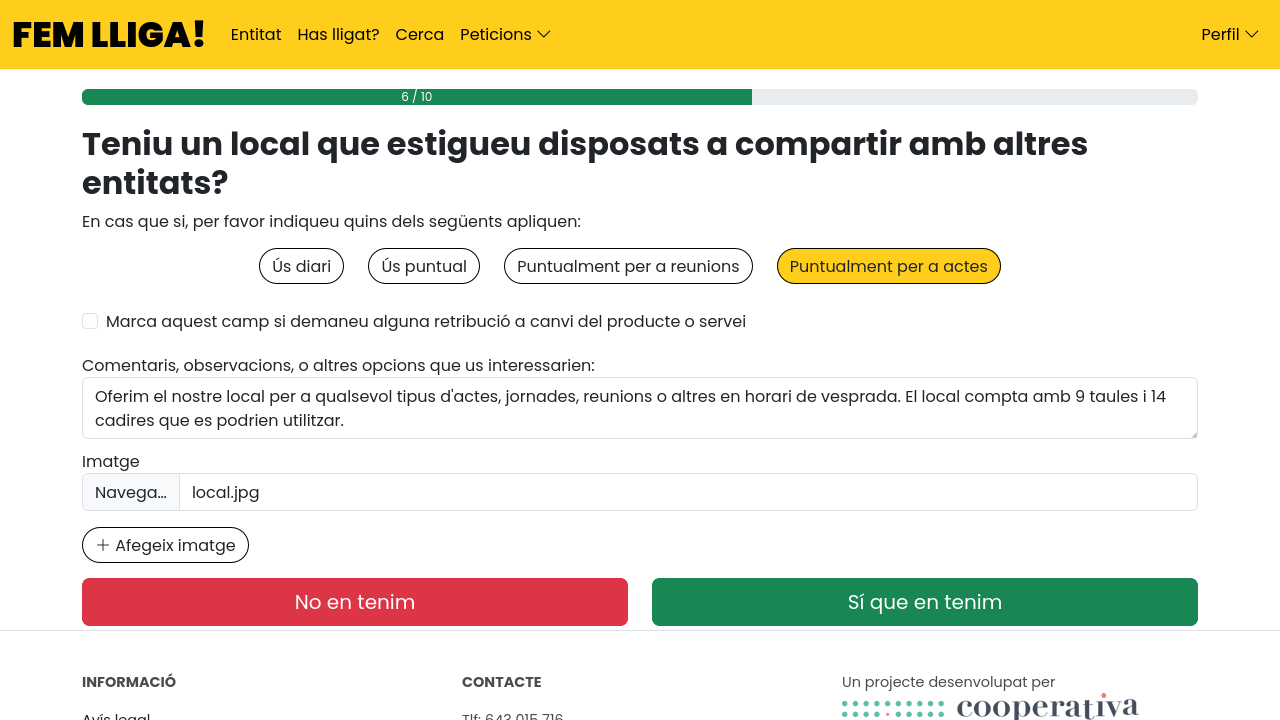 FEM LLIGA! Entitat Has lligat? Cerca Peticions Perfil
6 / 10
Teniu un local que estigueu disposats a compartir amb altres
entitats?
En cas que si, per favor indiqueu quins dels següents apliquen:
Ús diari Ús puntual Puntualment per a reunions Puntualment per a actes
Marca aquest camp si demaneu alguna retribució a canvi del producte o servei
Comentaris, observacions, o altres opcions que us interessarien:
Oferim el nostre local per a qualsevol tipus d'actes, jornades, reunions o altres en horari de vesprada. El local compta amb 9 taules i 14
cadires que es podrien utilitzar.
Imatge
Navega... local.jpg
+ Afegeix imatge
No en tenim Sí que en tenim
INFORMACIÓ CONTACTE Un projecte desenvolupat per
Avís legal Tlf: 643 015 716 cooperativa